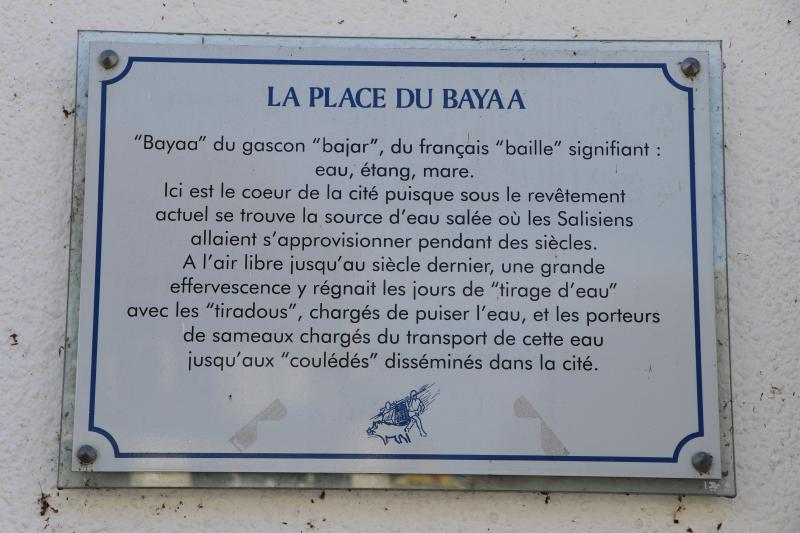 LA PLACE DU BAYAA
"Bayaa" du gascon "bajar", du français "baille" signifiant :
eau, étang, mare.
Ici est le coeur de la cité puisque sous le revêtement
actuel se trouve la source d'eau salée où les Salisiens
allaient s'approvisionner pendant des siècles.
A l'air libre jusqu'au siècle dernier, une grande
effervescence y régnait les jours de "tirage d'eau"
avec les "tiradous", chargés de puiser l'eau, et les porteurs
de sameaux chargés du transport de cette eau
jusqu'aux "coulédés" disséminés dans la cité.